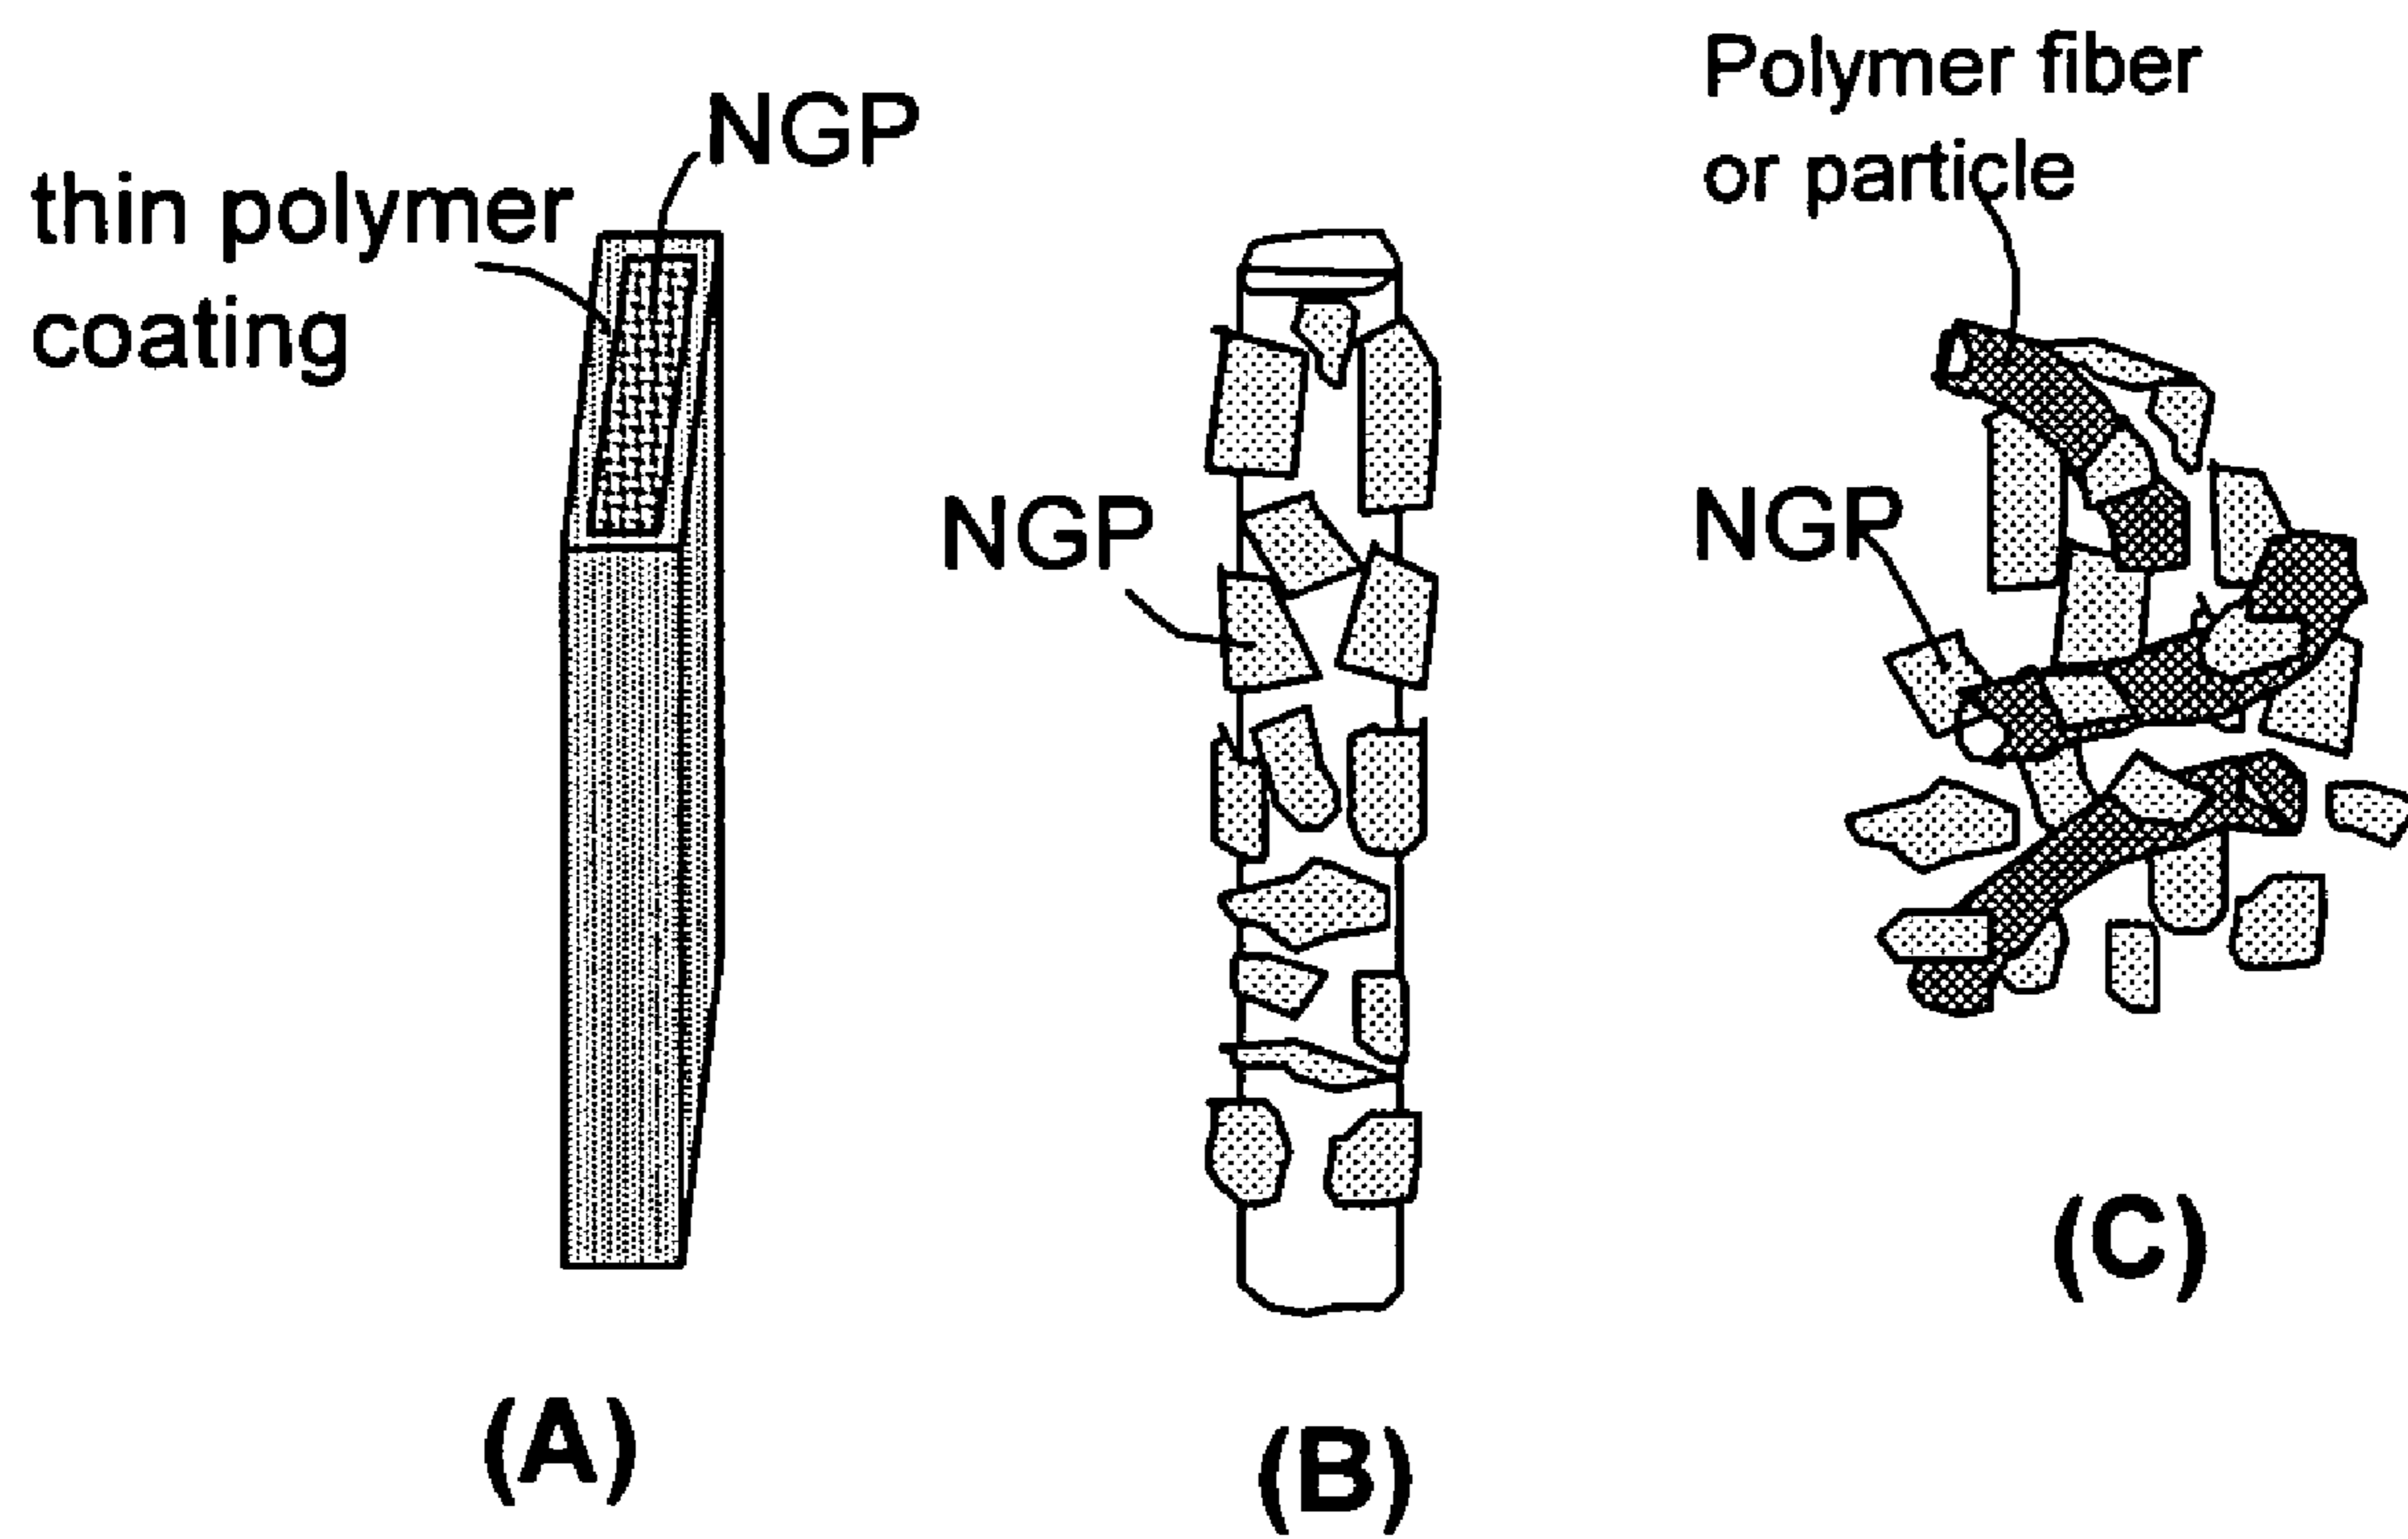 thin polymer
coating
NGP
(A)
NGP
(B)
Polymer fiber
or particle
NGP
(C)